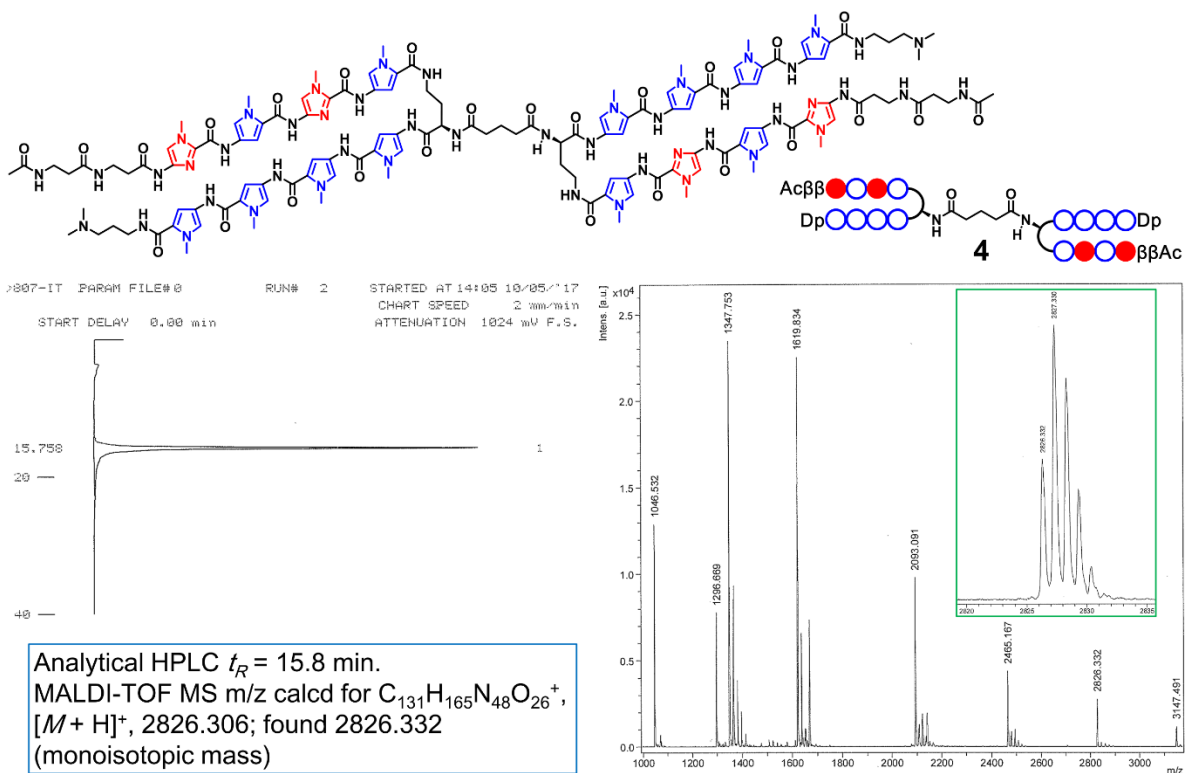 Acββ
O
O
Dp
N
H
4
N
H
Dp
ββAc
807-IT PARAM FILE# 0 RUN# 2 STARTED AT 14:05 10/05/'17
CHART SPEED 2 mm/min
START DELAY 0.00 min ATTENUATION 1024 mV F.S.
15.758 1
20
40
Intens. [a.u.]
x10⁴
2.5
2.0
1.5
1.0
0.5
0.0
1046.532
1296.669
1347.753
1619.834
2093.091
2465.167
2826.332
3147.491
2826.332
2827.330
2820 2825 2830 2835
1000 1200 1400 1600 1800 2000 2200 2400 2600 2800 3000
m/z
Analytical HPLC tR = 15.8 min.
MALDI-TOF MS m/z calcd for C₁₃₁H₁₆₅N₄₈O₂₆⁺,
[M + H]⁺, 2826.306; found 2826.332
(monoisotopic mass)